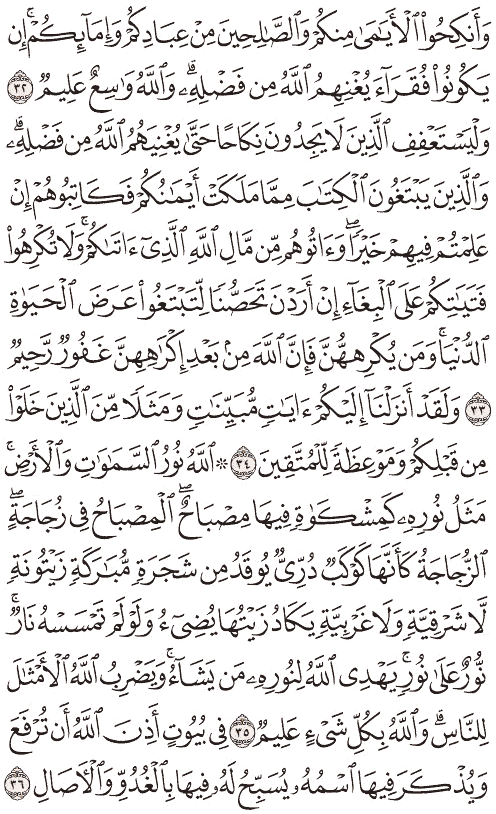 وَأَنكِحُواْ ٱلۡأَيَٰمَىٰ مِنكُمۡ وَٱلصَّٰلِحِينَ مِنۡ عِبَادِكُمۡ وَإِمَآئِكُمۡۚ إِن
يَكُونُواْ فُقَرَآءَ يُغۡنِهِمُ ٱللَّهُ مِن فَضۡلِهِۦۗ وَٱللَّهُ وَٰسِعٌ عَلِيمٞ ٣٢
وَلۡيَسۡتَعۡفِفِ ٱلَّذِينَ لَا يَجِدُونَ نِكَاحًا حَتَّىٰ يُغۡنِيَهُمُ ٱللَّهُ مِن فَضۡلِهِۦۗ
وَٱلَّذِينَ يَبۡتَغُونَ ٱلۡكِتَٰبَ مِمَّا مَلَكَتۡ أَيۡمَٰنُكُمۡ فَكَاتِبُوهُمۡ إِنۡ
عَلِمۡتُمۡ فِيهِمۡ خَيۡرٗاۖ وَءَاتُوهُم مِّن مَّالِ ٱللَّهِ ٱلَّذِيٓ ءَاتَىٰكُمۡۚ وَلَا تُكۡرِهُواْ
فَتَيَٰتِكُمۡ عَلَى ٱلۡبِغَآءِ إِنۡ أَرَدۡنَ تَحَصُّنٗا لِّتَبۡتَغُواْ عَرَضَ ٱلۡحَيَوٰةِ
ٱلدُّنۡيَاۚ وَمَن يُكۡرِههُّنَّ فَإِنَّ ٱللَّهَ مِنۢ بَعۡدِ إِكۡرَٰهِهِنَّ غَفُورٞ رَّحِيمٞ
٣٣ وَلَقَدۡ أَنزَلۡنَآ إِلَيۡكُمۡ ءَايَٰتٖ مُّبَيِّنَٰتٖ وَمَثَلٗا مِّنَ ٱلَّذِينَ خَلَوۡاْ
مِن قَبۡلِكُمۡ وَمَوۡعِظَةٗ لِّلۡمُتَّقِينَ ٣٤ ۞ ٱللَّهُ نُورُ ٱلسَّمَٰوَٰتِ وَٱلۡأَرۡضِۚ
مَثَلُ نُورِهِۦ كَمِشۡكَوٰةٖ فِيهَا مِصۡبَاحٌۖ ٱلۡمِصۡبَاحُ فِي زُجَاجَةٍۖ
ٱلزُّجَاجَةُ كَأَنَّهَا كَوۡكَبٞ دُرِّيّٞ يُوقَدُ مِن شَجَرَةٖ مُّبَٰرَكَةٖ زَيۡتُونَةٖ
لَّا شَرۡقِيَّةٖ وَلَا غَرۡبِيَّةٖ يَكَادُ زَيۡتُهَا يُضِيٓءُ وَلَوۡ لَمۡ تَمۡسَسۡهُ نَارٞۚ
نُّورٌ عَلَىٰ نُورٖۚ يَهۡدِي ٱللَّهُ لِنُورِهِۦ مَن يَشَآءُۚ وَيَضۡرِبُ ٱللَّهُ ٱلۡأَمۡثَٰلَ
لِلنَّاسِۗ وَٱللَّهُ بِكُلِّ شَيۡءٍ عَلِيمٞ ٣٥ فِي بُيُوتٍ أَذِنَ ٱللَّهُ أَن تُرۡفَعَ
وَيُذۡكَرَ فِيهَا ٱسۡمُهُۥ يُسَبِّحُ لَهُۥ فِيهَا بِٱلۡغُدُوِّ وَٱلۡأٓصَالِ ٣٦